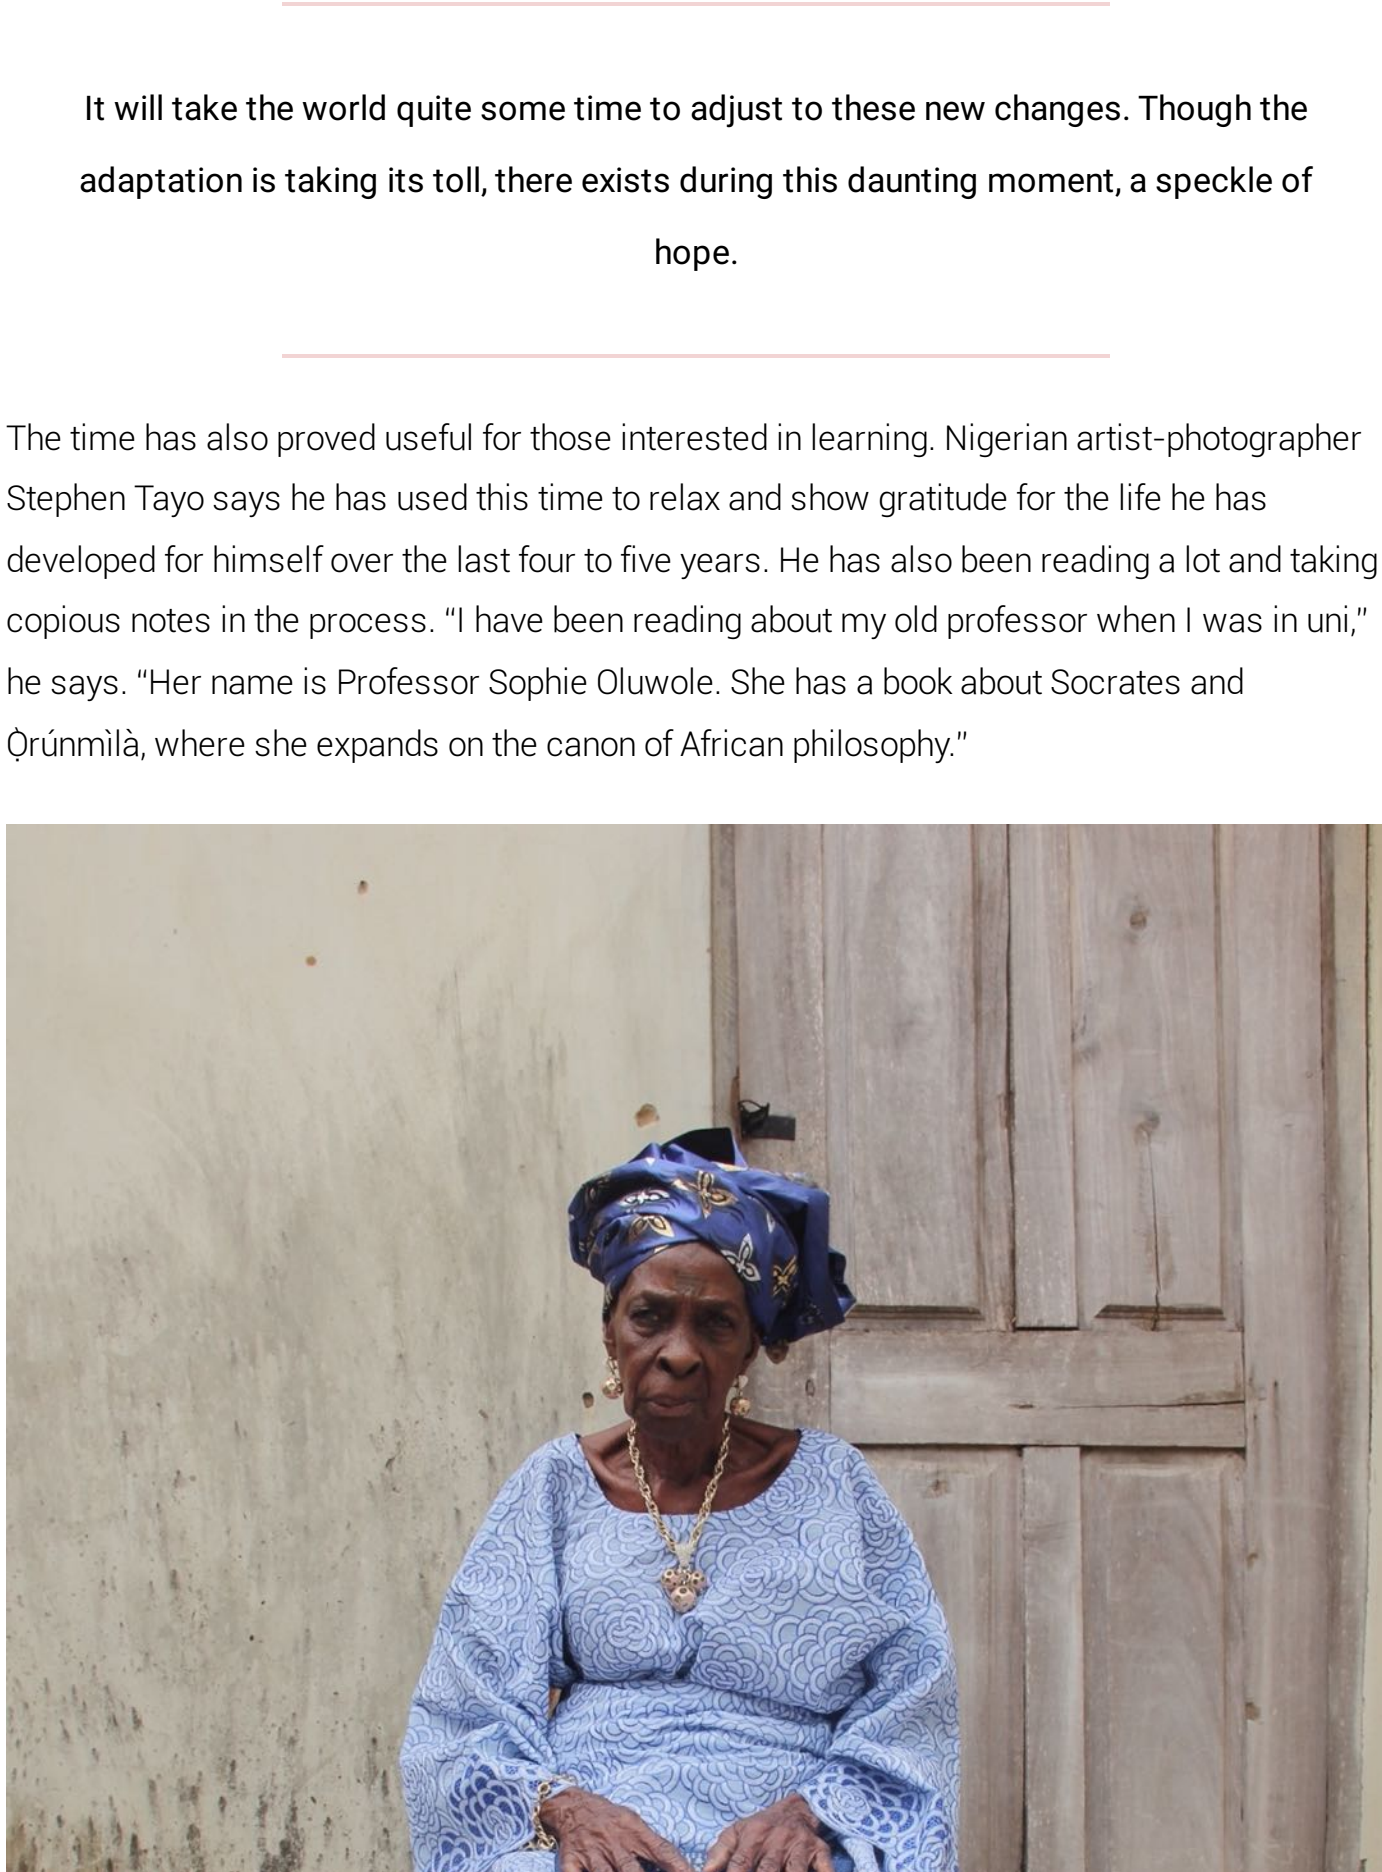 It will take the world quite some time to adjust to these new changes. Though the
adaptation is taking its toll, there exists during this daunting moment, a speckle of
hope.
The time has also proved useful for those interested in learning. Nigerian artist-photographer
Stephen Tayo says he has used this time to relax and show gratitude for the life he has
developed for himself over the last four to five years. He has also been reading a lot and taking
copious notes in the process. “I have been reading about my old professor when I was in uni,”
he says. “Her name is Professor Sophie Oluwole. She has a book about Socrates and
Ọ̀rúnmìlà, where she expands on the canon of African philosophy.”